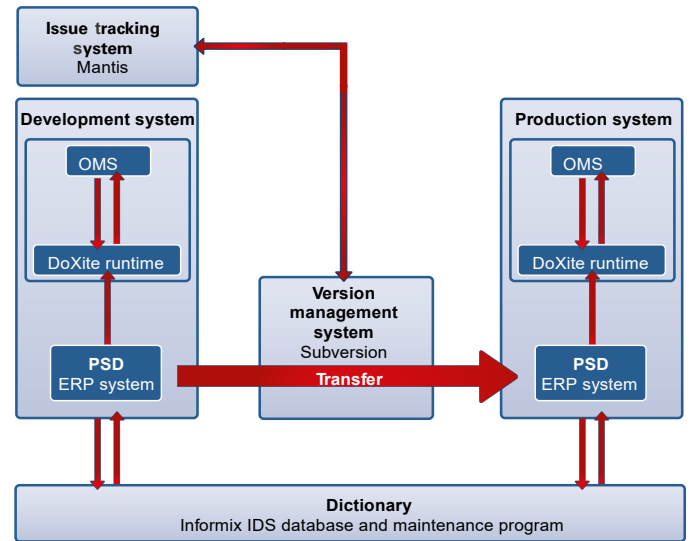 Issue tracking
system
Mantis
Development system
OMS
DoXite runtime
PSD
ERP system
Version
management
system
Subversion
Transfer
Production system
OMS
DoXite runtime
PSD
ERP system
Dictionary
Informix IDS database and maintenance program